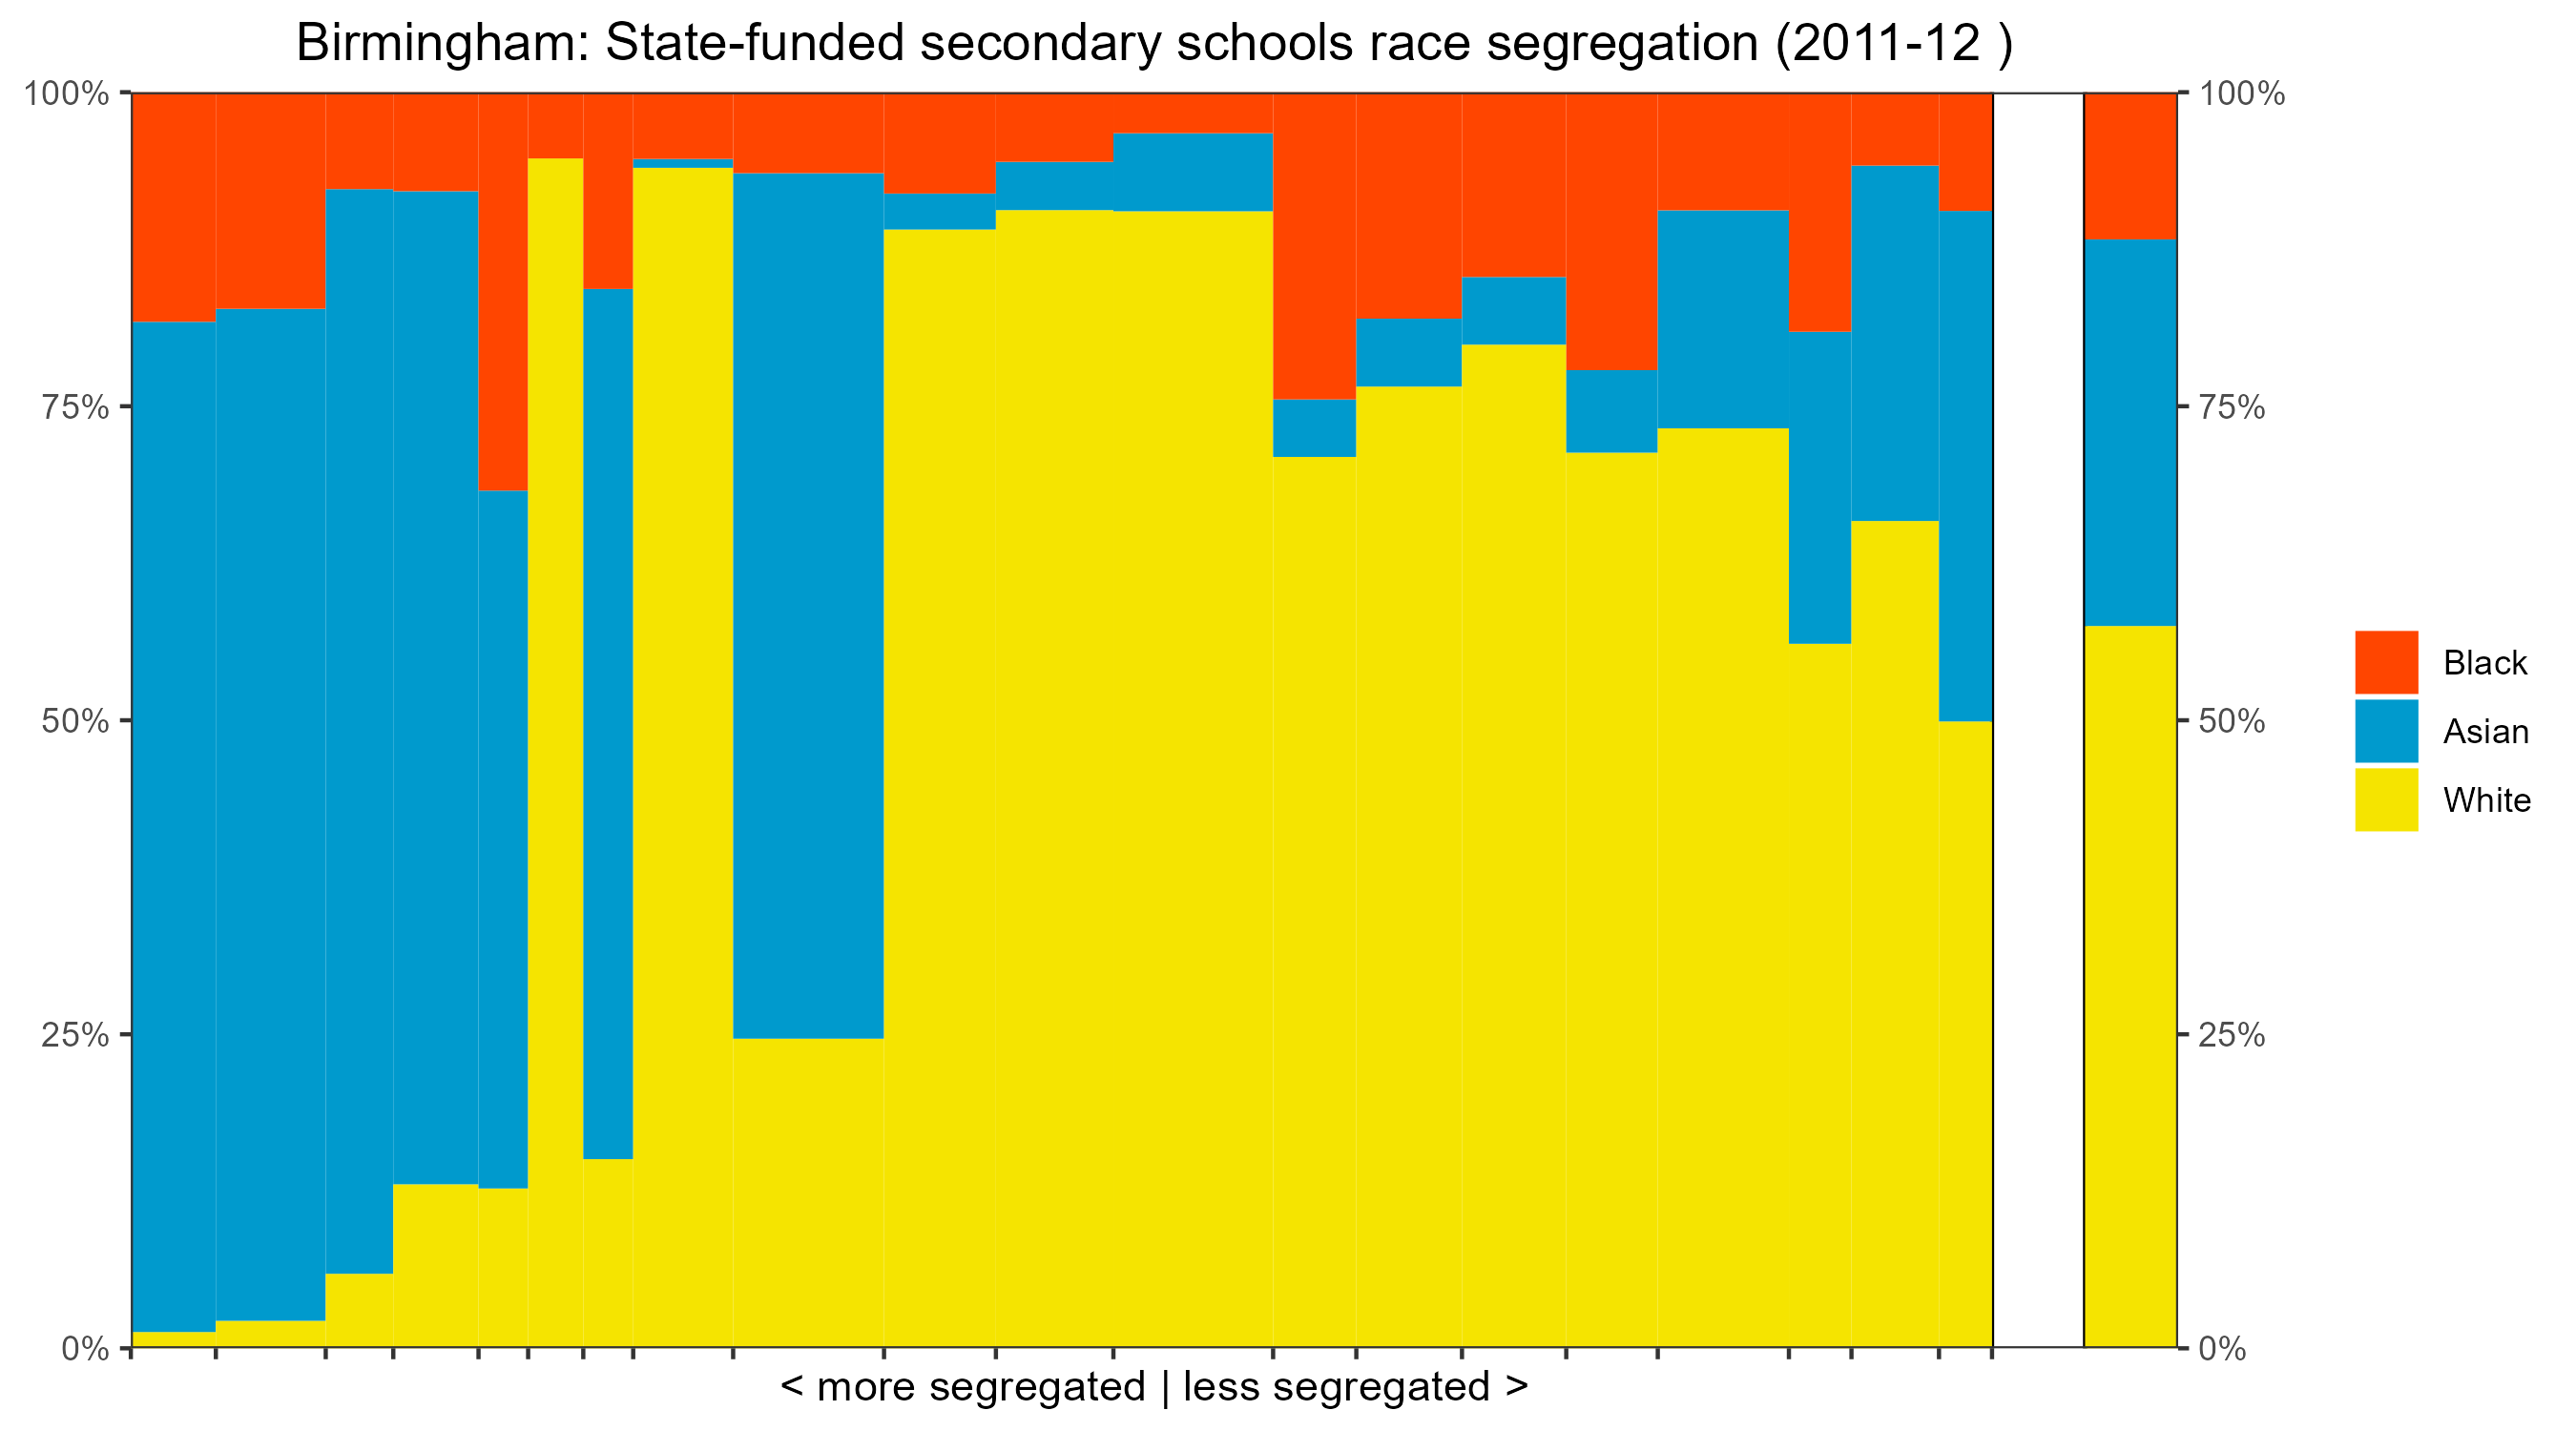 Birmingham: State-funded secondary schools race segregation (2011-12 )
100%
100%
75%
75%
50%
50%
25%
25%
0%
0%
Black
Asian
White
< more segregated | less segregated >